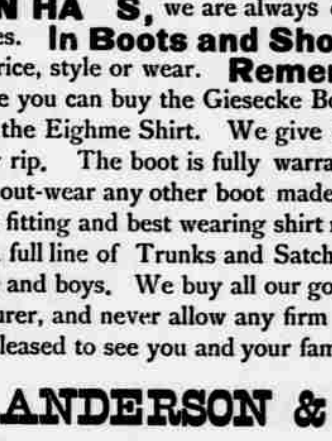 N HA S, we are always
es. In Boots and Sho
rice, style or wear. Remem
e you can buy the Giesecke Bo
the Eighme Shirt. We give
rip. The boot is fully warra
out-wear any other boot made
fitting and best wearing shirt
full line of Trunks and Satch
and boys. We buy all our go
urer, and never allow any firm
leased to see you and your fam
ANDERSON &